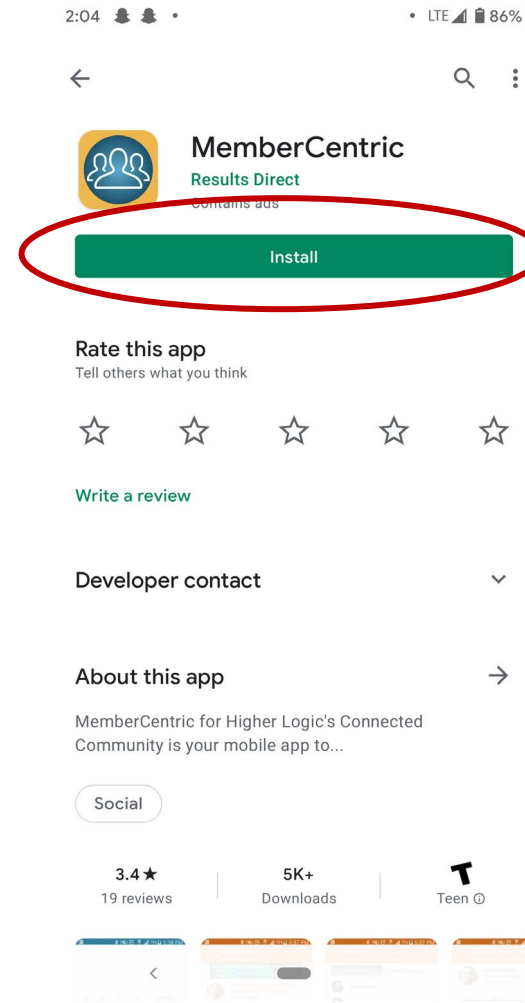 2:04
LTE 86%
MemberCentric
Results Direct
Contains ads
Install
Rate this app
Tell others what you think
Write a review
Developer contact
About this app
MemberCentric for Higher Logic's Connected
Community is your mobile app to...
Social
3.4★
5K+
T
19 reviews
Downloads
Teen